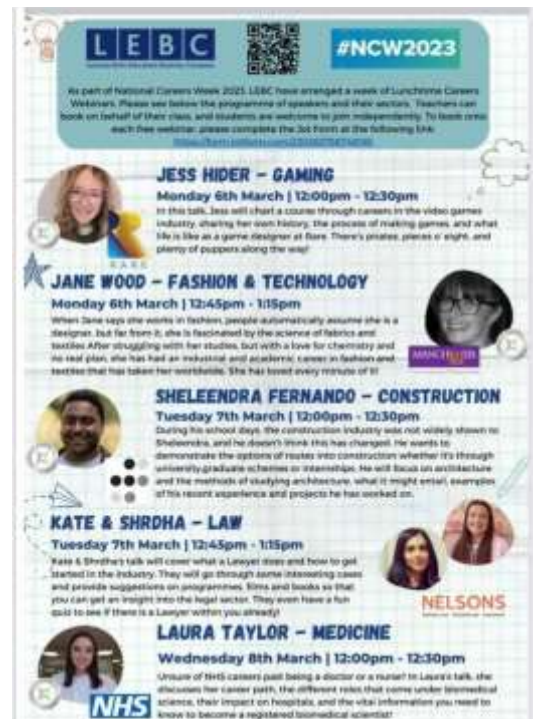 LEBC
#NCW2023
As part of National Careers Week 2023, LEBC have arranged a week of Lunchtime Careers
Webinars. Please see below the programme of speakers and their sectors. Teachers can
book on behalf of their class, and students are welcome to join independently. To book onto
each free webinar, please complete the Jot Form at the following link:
JESS HIDER – GAMING
Monday 6th March | 12:00pm - 12:30pm
In this talk, Jess will chart a course through careers in the video games
industry, sharing her own history, the process of making games, and what
life is like as a game designer at Rare. There's pirates, pieces o' eight, and
plenty of puppers along the way!
RARE
JANE WOOD – FASHION & TECHNOLOGY
Monday 6th March | 12:45pm - 1:15pm
When Jane says she works in fashion, people automatically assume she is a
designer, but far from it, she is fascinated by the science of fabrics and
textiles After struggling with her studies, but with a love for chemistry and
no real plan, she has had an industrial and academic career in fashion and
textiles that has taken her worldwide. She has loved every minute of it!
MANCHESTER
SHELEENDRA FERNANDO – CONSTRUCTION
Tuesday 7th March | 12:00pm - 12:30pm
During his school days, the construction industry was not widely shown to
Sheleendra, and he doesn't think this has changed. He wants to
demonstrate the options of routes into construction whether it's through
university, graduate schemes or internships. He will focus on architecture
and the methods of studying architecture, what it might entail, examples
of his recent experience and projects he has worked on.
KATE & SHRDHA – LAW
Tuesday 7th March | 12:45pm - 1:15pm
Kate & Shrdha's talk will cover what a Lawyer does and how to get
started in the industry. They will go through some interesting cases
and provide suggestions on programmes, films and books so that
you can get an insight into the legal sector. They even have a fun
quiz to see if there is a Lawyer within you already!
NELSONS
LAURA TAYLOR – MEDICINE
Wednesday 8th March | 12:00pm - 12:30pm
Unsure of NHS careers past being a doctor or a nurse? In Laura's talk, she
discusses her career path, the different roles that come under biomedical
science, their impact on hospitals, and the vital information you need to
know to become a registered biomedical scientist!
NHS